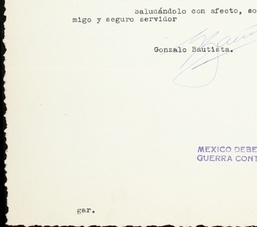 Saludándolo con afecto, so
migo y seguro servidor
Gonzalo Bautista.
MEXICO DEBE
GUERRA CONT
gar.